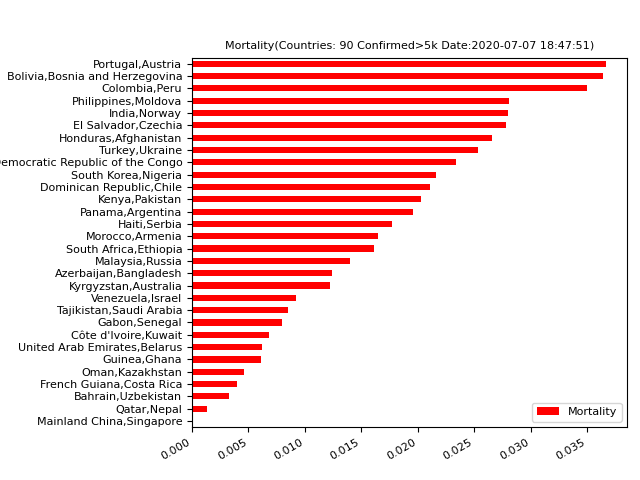 Mortality(Countries: 90 Confirmed>5k Date:2020-07-07 18:47:51)
Portugal,Austria
Bolivia,Bosnia and Herzegovina
Colombia,Peru
Philippines,Moldova
India,Norway
El Salvador,Czechia
Honduras,Afghanistan
Turkey,Ukraine
Democratic Republic of the Congo
South Korea,Nigeria
Dominican Republic,Chile
Kenya,Pakistan
Panama,Argentina
Haiti,Serbia
Morocco,Armenia
South Africa,Ethiopia
Malaysia,Russia
Azerbaijan,Bangladesh
Kyrgyzstan,Australia
Venezuela,Israel
Tajikistan,Saudi Arabia
Gabon,Senegal
Côte d'Ivoire,Kuwait
United Arab Emirates,Belarus
Guinea,Ghana
Oman,Kazakhstan
French Guiana,Costa Rica
Bahrain,Uzbekistan
Qatar,Nepal
Mainland China,Singapore
Mortality
0.000 0.005 0.010 0.015 0.020 0.025 0.030 0.035